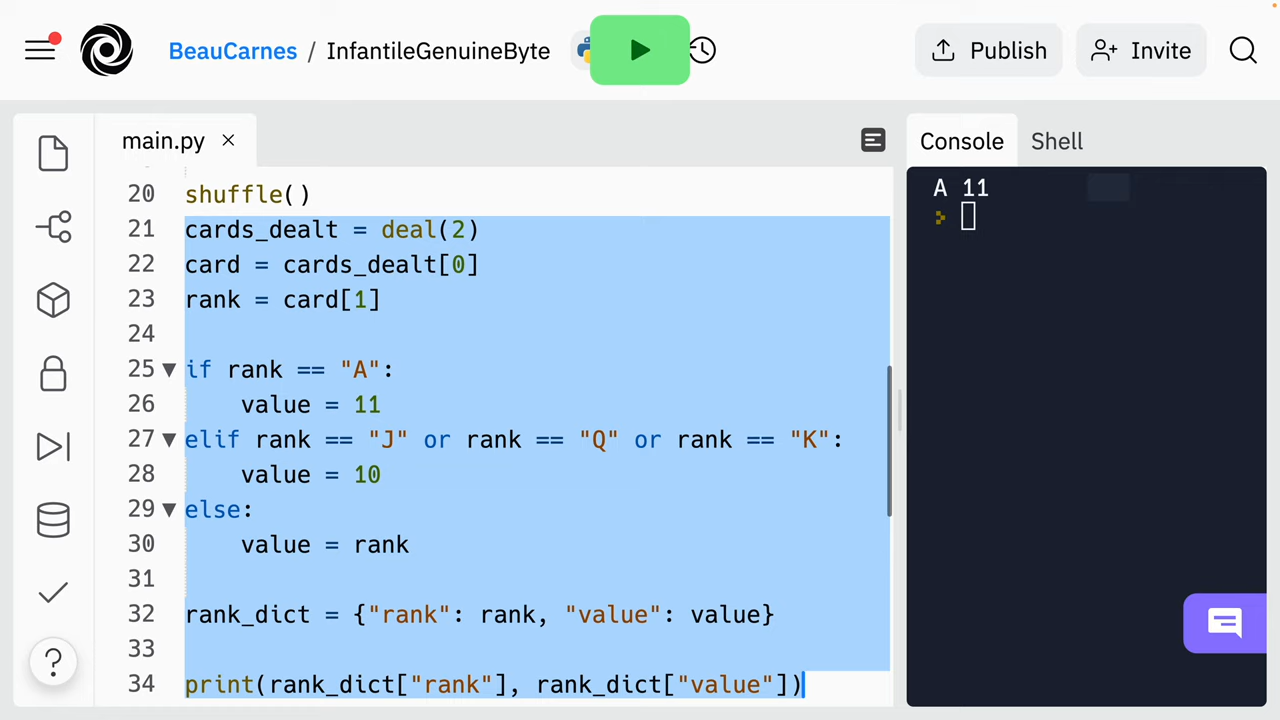 BeauCarnes / InfantileGenuineByte
Publish
Invite
main.py
Console
Shell
20 shuffle()
21 cards_dealt = deal(2)
22 card = cards_dealt[0]
23 rank = card[1]
24
25 if rank == "A":
26     value = 11
27 elif rank == "J" or rank == "Q" or rank == "K":
28     value = 10
29 else:
30     value = rank
31
32 rank_dict = {"rank": rank, "value": value}
33
34 print(rank_dict["rank"], rank_dict["value"])
A 11
?